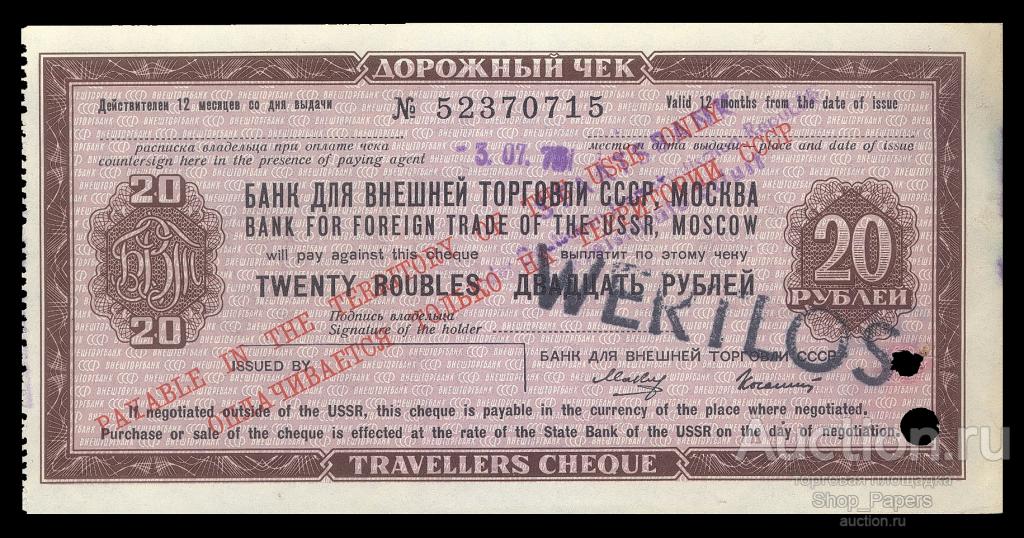 ДОРОЖНЫЙ ЧЕК
Действителен 12 месяцев со дня выдачи
№ 52370715
Valid 12 months from the date of issue
расписка владельца при оплате чека
countersign here in the presence of paying agent
место и дата выдачи – place and date of issue
3. 07.
20
20
БАНК ДЛЯ ВНЕШНЕЙ ТОРГОВЛИ СССР, МОСКВА
BANK FOR FOREIGN TRADE OF THE USSR, MOSCOW
will pay against this cheque
выплатит по этому чеку
TWENTY ROUBLES
ДВАДЦАТЬ РУБЛЕЙ
20
РУБЛЕЙ
Подпись владельца
Signature of the holder
PAYABLE IN THE TERRITORY OF THE USSR ONLY
ОПЛАЧИВАЕТСЯ ТОЛЬКО НА ТЕРРИТОРИИ СССР
WERTLOS
ISSUED BY
БАНК ДЛЯ ВНЕШНЕЙ ТОРГОВЛИ СССР
If negotiated outside of the USSR, this cheque is payable in the currency of the place where negotiated.
Purchase or sale of the cheque is effected at the rate of the State Bank of the USSR on the day of negotiation.
TRAVELLERS CHEQUE
Auction.ru
торговая площадка
Shop_Papers
auction.ru